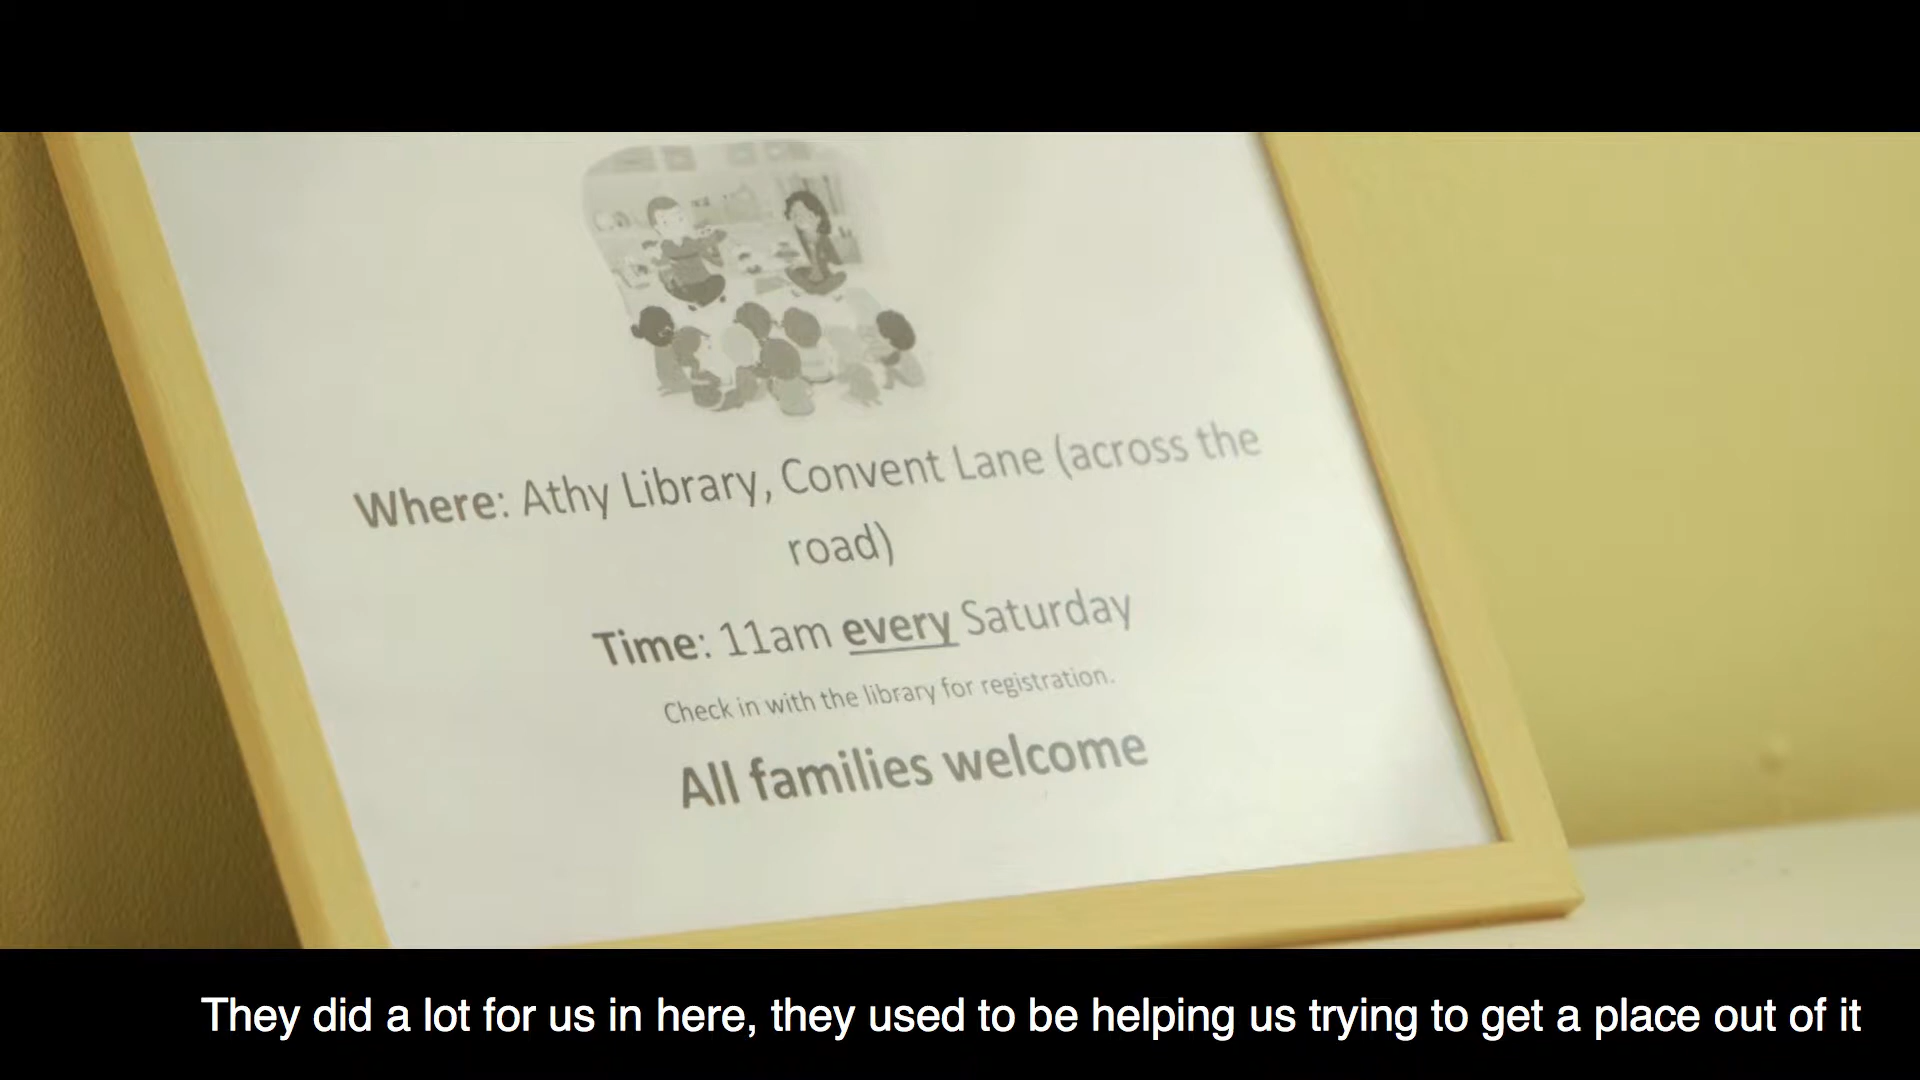 Where: Athy Library, Convent Lane (across the
road)
Time: 11am every Saturday
Check in with the library for registration.
All families welcome
They did a lot for us in here, they used to be helping us trying to get a place out of it